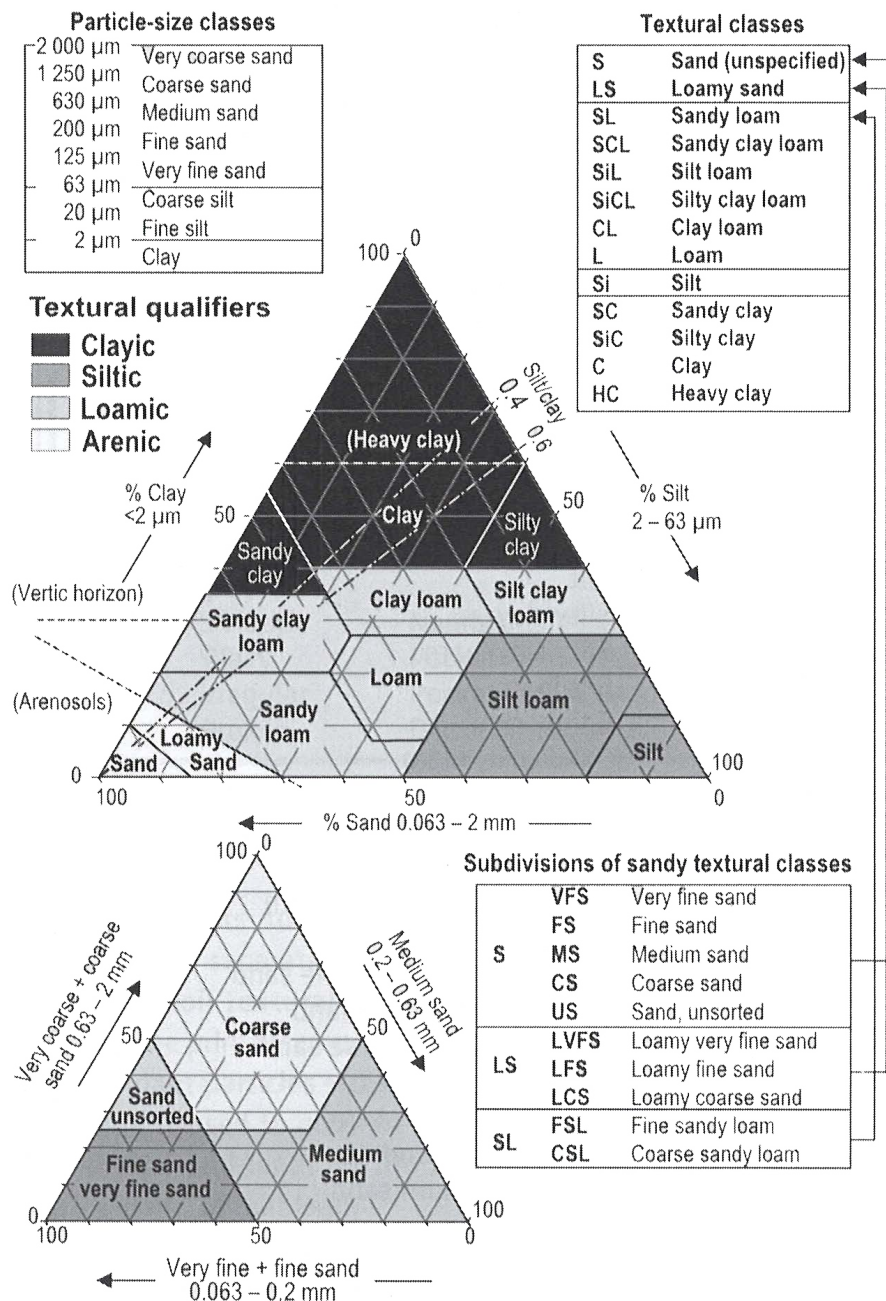 Particle-size classes
2 000 µm
Very coarse sand
1 250 µm
Coarse sand
630 µm
Medium sand
200 µm
Fine sand
125 µm
Very fine sand
63 µm
Coarse silt
20 µm
Fine silt
2 µm
Clay
Textural classes
S Sand (unspecified)
LS Loamy sand
SL Sandy loam
SCL Sandy clay loam
SiL Silt loam
SiCL Silty clay loam
CL Clay loam
L Loam
Si Silt
SC Sandy clay
SiC Silty clay
C Clay
HC Heavy clay
Textural qualifiers
Clayic
Siltic
Loamic
Arenic
100
0
Silt/clay
0.4
0.6
(Heavy clay)
% Clay
<2 µm
50
Clay
50
% Silt
2 – 63 µm
Sandy
clay
Silty
clay
(Vertic horizon)
Sandy clay
loam
Clay loam
Silt clay
loam
(Arenosols)
Loam
Sandy
loam
Silt loam
Loamy
Sand
Sand
Silt
0
100
100
50
0
% Sand 0.063 – 2 mm
100
0
Very coarse + coarse
sand 0.63 – 2 mm
Medium sand
0.2 – 0.63 mm
50
50
Coarse
sand
Sand
unsorted
Fine sand
very fine sand
Medium
sand
0
100
100
50
0
Very fine + fine sand
0.063 – 0.2 mm
Subdivisions of sandy textural classes
S
VFS Very fine sand
FS Fine sand
MS Medium sand
CS Coarse sand
US Sand, unsorted
LS
LVFS Loamy very fine sand
LFS Loamy fine sand
LCS Loamy coarse sand
SL
FSL Fine sandy loam
CSL Coarse sandy loam